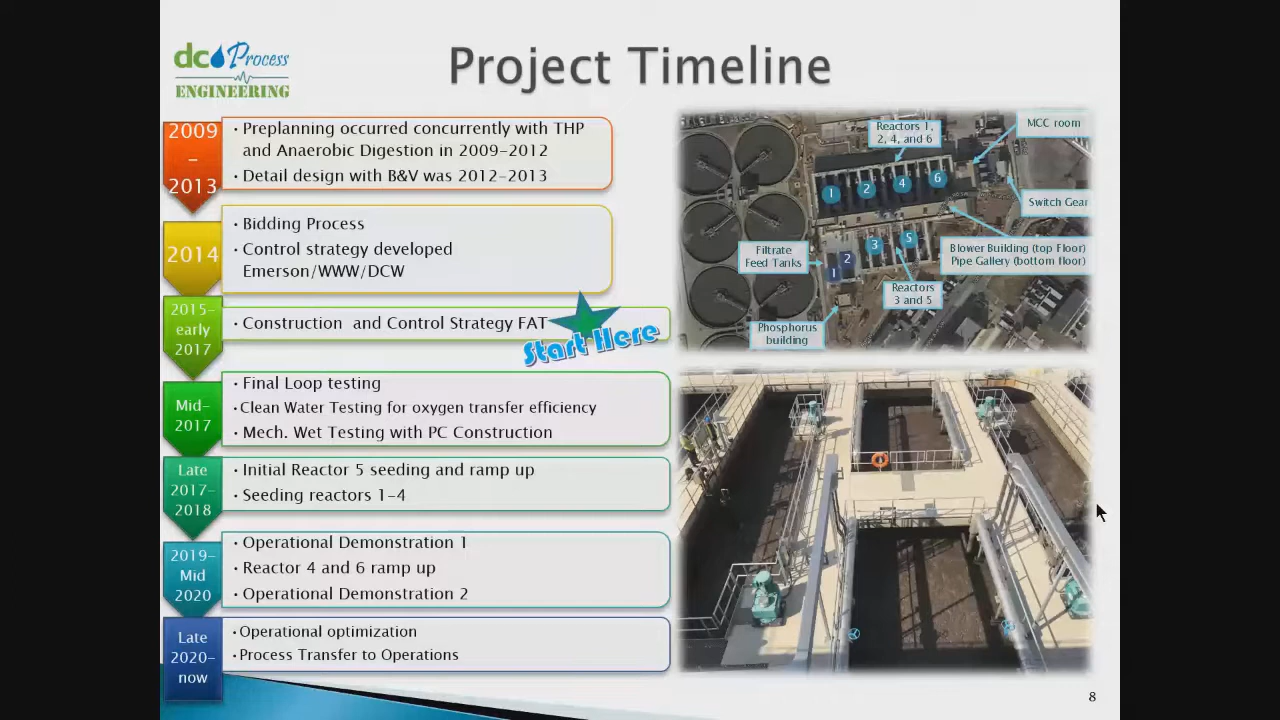 dc Process
ENGINEERING
Project Timeline
2009
–
2013
• Preplanning occurred concurrently with THP
and Anaerobic Digestion in 2009-2012
• Detail design with B&V was 2012-2013
2014
• Bidding Process
• Control strategy developed
Emerson/WWW/DCW
2015-
early
2017
• Construction and Control Strategy FAT
Start Here
Mid-
2017
• Final Loop testing
• Clean Water Testing for oxygen transfer efficiency
• Mech. Wet Testing with PC Construction
Late
2017-
2018
• Initial Reactor 5 seeding and ramp up
• Seeding reactors 1-4
2019-
Mid
2020
• Operational Demonstration 1
• Reactor 4 and 6 ramp up
• Operational Demonstration 2
Late
2020-
now
• Operational optimization
• Process Transfer to Operations
Reactors 1,
2, 4, and 6
MCC room
1
2
4
6
Switch Gear
3
5
Blower Building (top Floor)
Pipe Gallery (bottom floor)
Filtrate
Feed Tanks
1
2
Reactors
3 and 5
Phosphorus
building
8